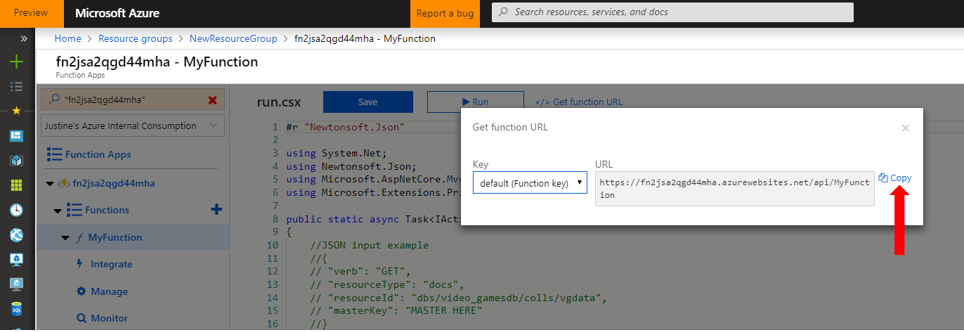 Preview
Microsoft Azure
Report a bug
Search resources, services, and docs
»
Home > Resource groups > NewResourceGroup > fn2jsa2qgd44mha - MyFunction
fn2jsa2qgd44mha - MyFunction
Function Apps
"fn2jsa2qgd44mha"
Justine's Azure Internal Consumption
Function Apps
fn2jsa2qgd44mha
Functions
MyFunction
Integrate
Manage
Monitor
run.csx
Save
Run
</> Get function URL
1 #r "Newtonsoft.Json"
2
3 using System.Net;
4 using Newtonsoft.Json;
5 using Microsoft.AspNetCore.Mv
6 using Microsoft.Extensions.Pr
7
8 public static async Task<IActi
9 {
10 //JSON input example
11 //{
12 // "verb": "GET",
13 // "resourceType": "docs",
14 // "resourceId": "dbs/video_gamesdb/colls/vgdata",
15 // "masterKey": "MASTER HERE"
16 //}
Get function URL
Key
default (Function key)
URL
https://fn2jsa2qgd44mha.azurewebsites.net/api/MyFunct
ion
Copy